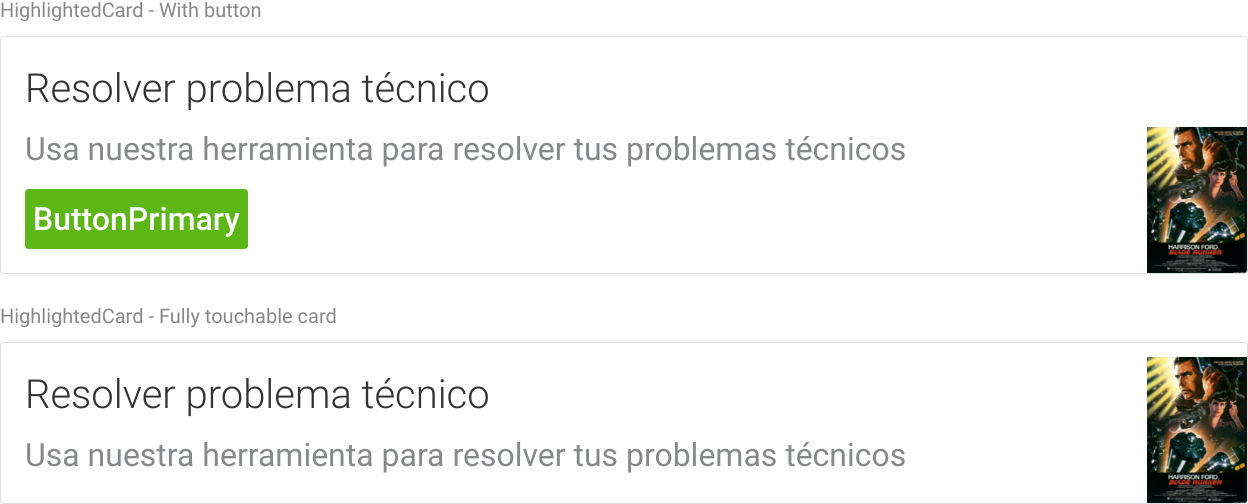 HighlightedCard - With button
Resolver problema técnico
Usa nuestra herramienta para resolver tus problemas técnicos
ButtonPrimary
HARRISON FORD
BLADE RUNNER
HighlightedCard - Fully touchable card
Resolver problema técnico
Usa nuestra herramienta para resolver tus problemas técnicos
HARRISON FORD
BLADE RUNNER